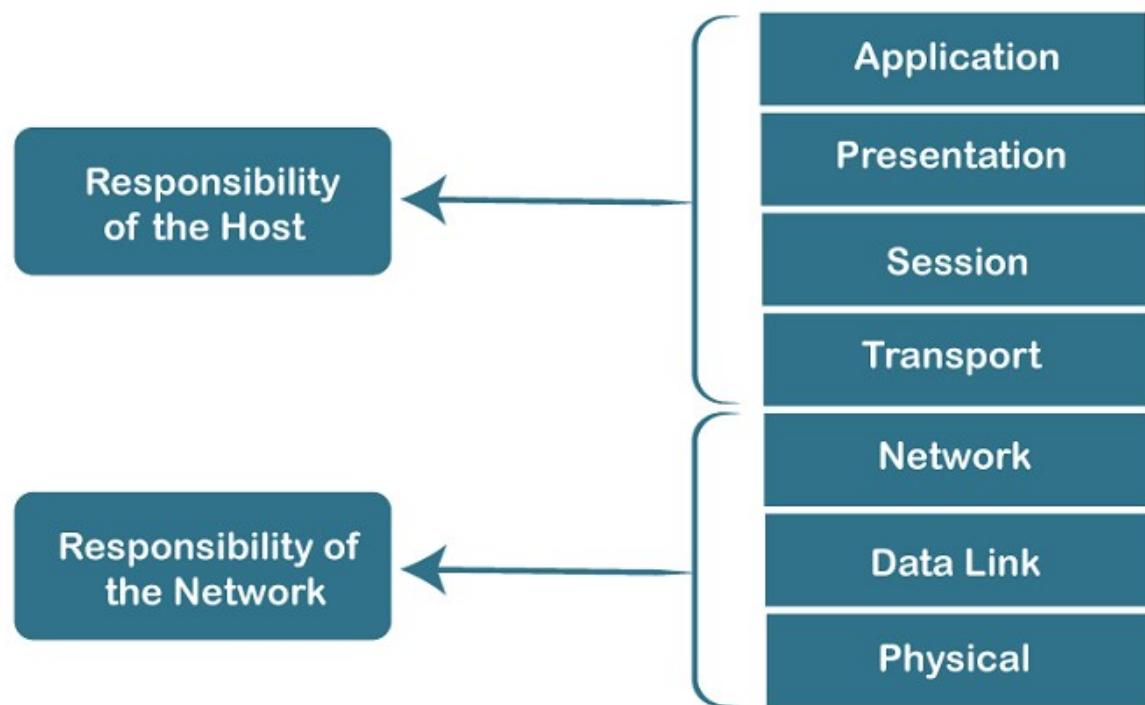 Responsibility
of the Host
Responsibility of
the Network
Application
Presentation
Session
Transport
Network
Data Link
Physical